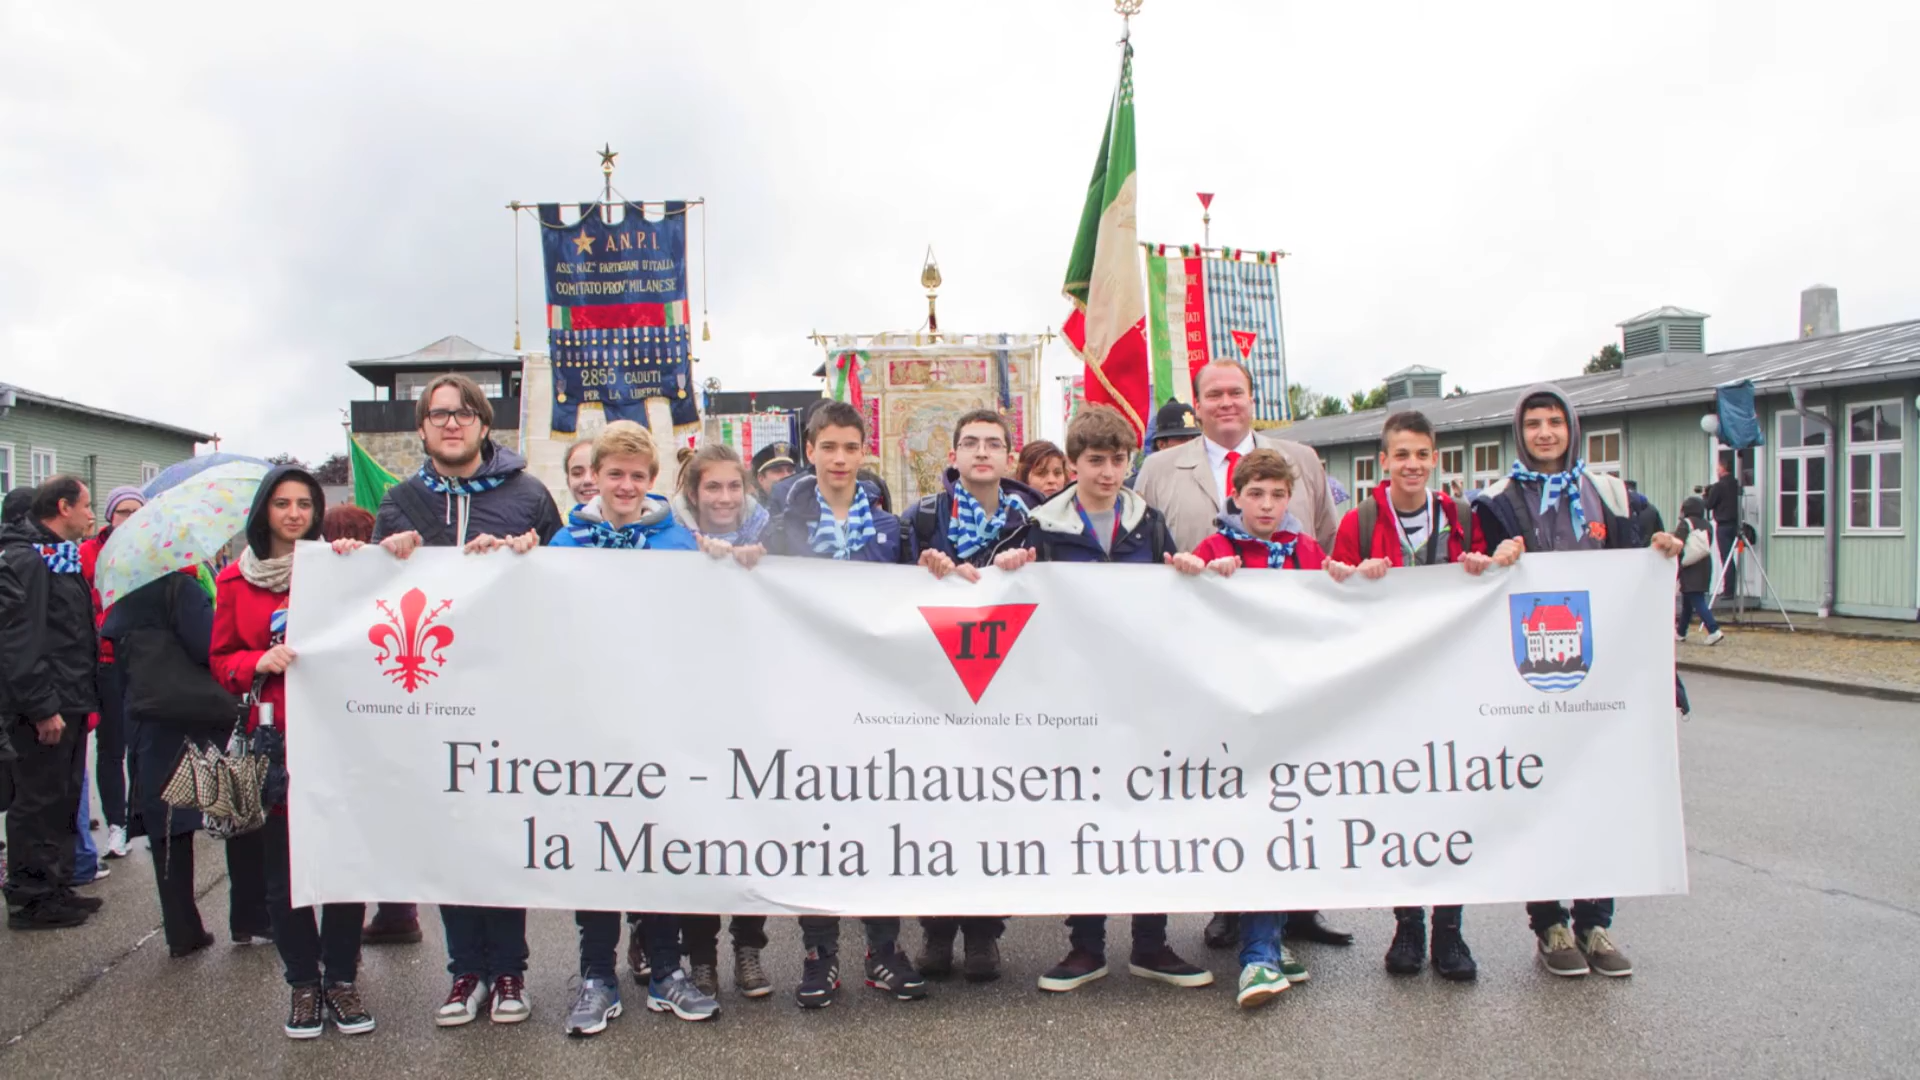 A.N.P.I.
ASS. NAZ. PARTIGIANI D'ITALIA
COMITATO PROV. MILANESE
2855 CADUTI
PER LA LIBERTÀ
IT
Comune di Firenze
Associazione Nazionale Ex Deportati
Comune di Mauthausen
Firenze - Mauthausen: città gemellate
la Memoria ha un futuro di Pace